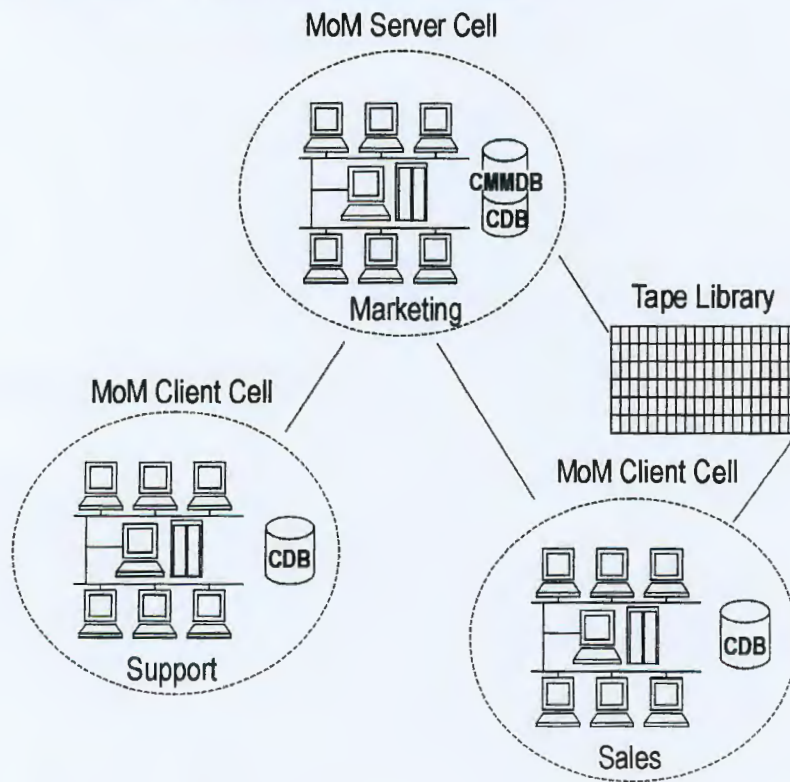 MoM Server Cell
CMMDB
CDB
Marketing
Tape Library
MoM Client Cell
CDB
Support
MoM Client Cell
CDB
Sales